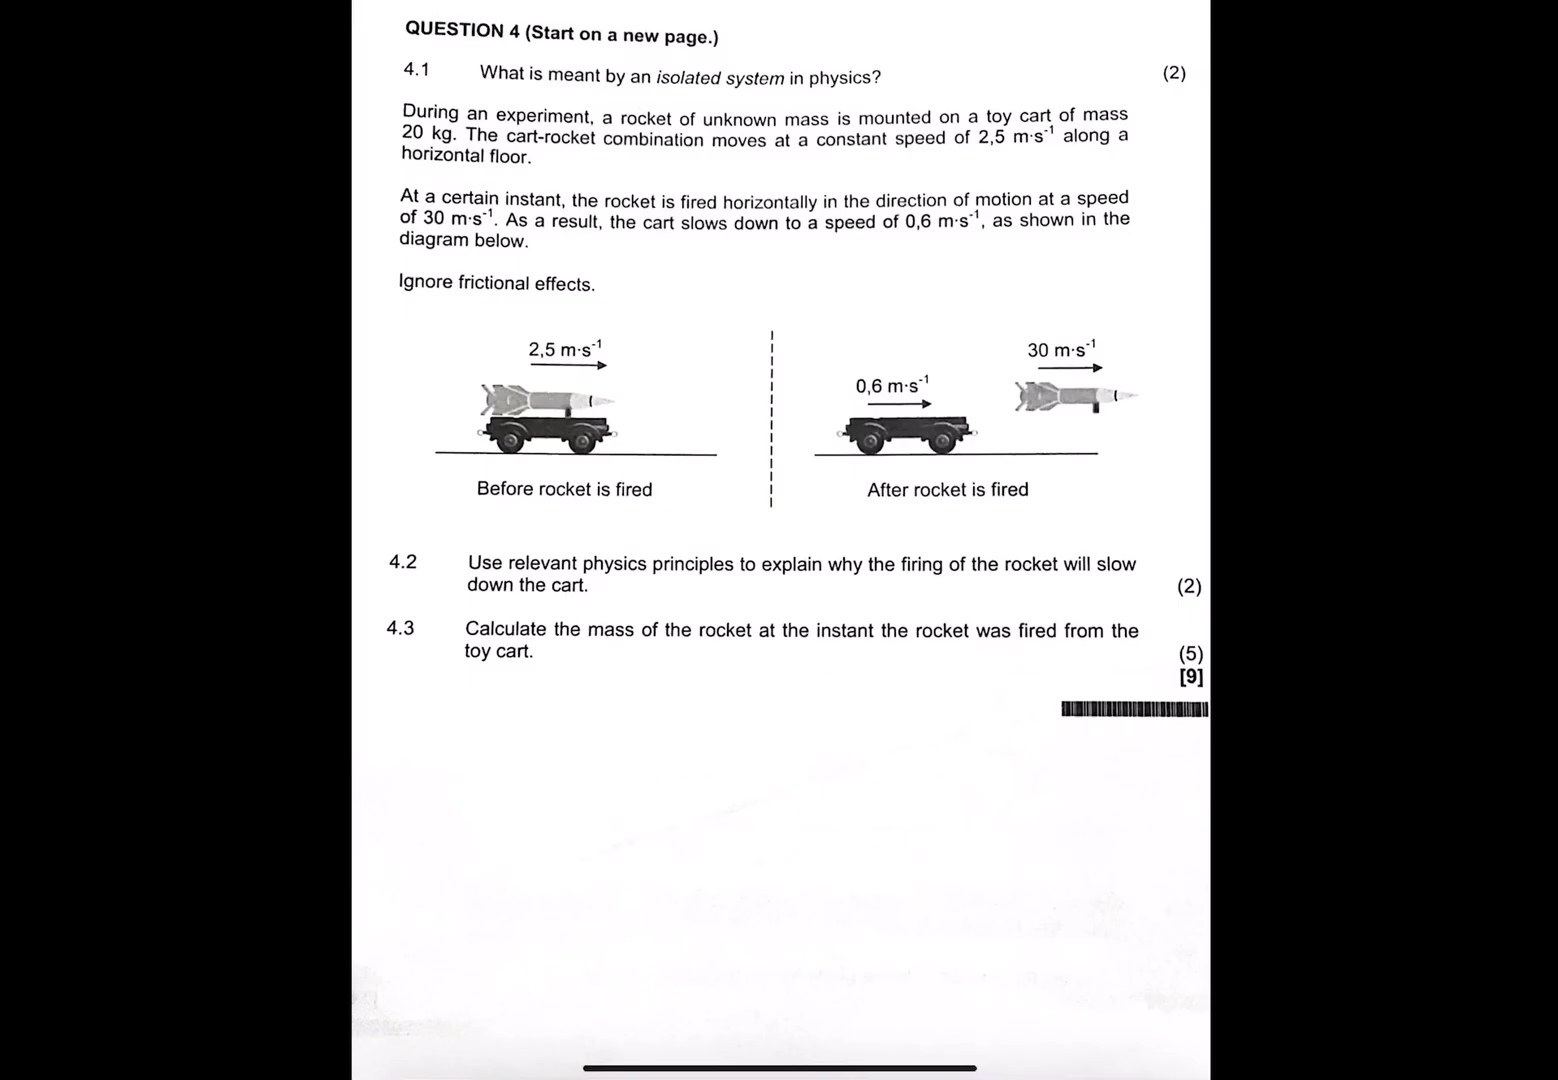 QUESTION 4 (Start on a new page.)
4.1 What is meant by an isolated system in physics? (2)
During an experiment, a rocket of unknown mass is mounted on a toy cart of mass
20 kg. The cart-rocket combination moves at a constant speed of 2,5 m·s⁻¹ along a
horizontal floor.
At a certain instant, the rocket is fired horizontally in the direction of motion at a speed
of 30 m·s⁻¹. As a result, the cart slows down to a speed of 0,6 m·s⁻¹, as shown in the
diagram below.
Ignore frictional effects.
2,5 m·s⁻¹
30 m·s⁻¹
0,6 m·s⁻¹
Before rocket is fired
After rocket is fired
4.2 Use relevant physics principles to explain why the firing of the rocket will slow
down the cart. (2)
4.3 Calculate the mass of the rocket at the instant the rocket was fired from the
toy cart. (5)
[9]